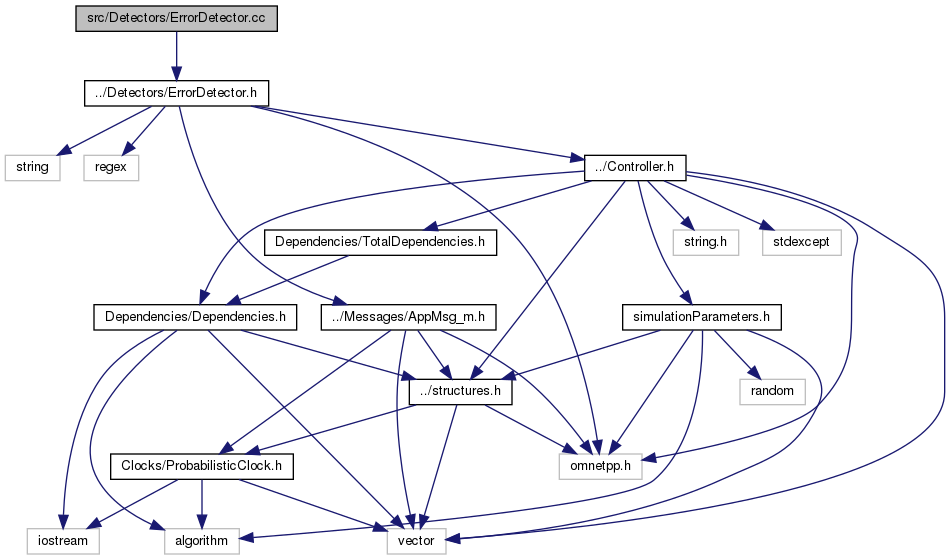 src/Detectors/ErrorDetector.cc
../Detectors/ErrorDetector.h
string
regex
../Controller.h
Dependencies/TotalDependencies.h
string.h
stdexcept
Dependencies/Dependencies.h
../Messages/AppMsg_m.h
simulationParameters.h
../structures.h
random
Clocks/ProbabilisticClock.h
omnetpp.h
iostream
algorithm
vector